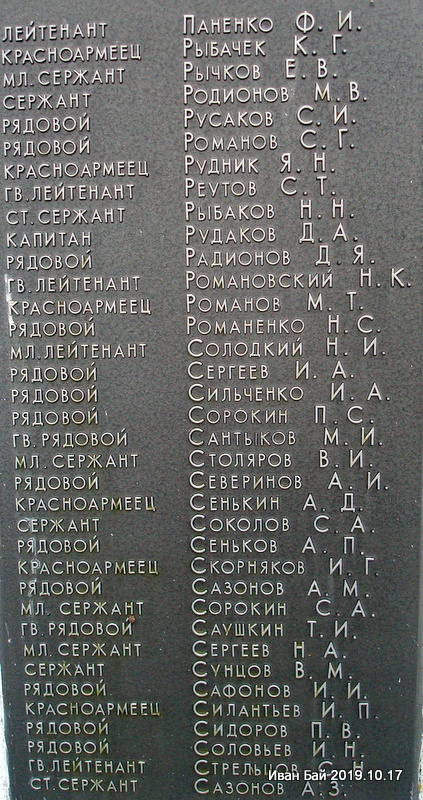 ЛЕЙТЕНАНТ ПАНЕНКО Ф. И.
КРАСНОАРМЕЕЦ РЫБАЧЕК К. Г.
МЛ. СЕРЖАНТ РЫЧКОВ Е. В.
СЕРЖАНТ РОДИОНОВ М. В.
РЯДОВОЙ РУСАКОВ С. И.
РЯДОВОЙ РОМАНОВ С. Г.
КРАСНОАРМЕЕЦ РУДНИК Я. Н.
ГВ. ЛЕЙТЕНАНТ РЕУТОВ С. Т.
СТ. СЕРЖАНТ РЫБАКОВ Н. Н.
КАПИТАН РУДАКОВ Д. А.
РЯДОВОЙ РАДИОНОВ Д. Я.
ГВ. ЛЕЙТЕНАНТ РОМАНОВСКИЙ Н. К.
КРАСНОАРМЕЕЦ РОМАНОВ М. Т.
РЯДОВОЙ РОМАНЕНКО Н. С.
МЛ. ЛЕЙТЕНАНТ СОЛОДКИЙ Н. И.
РЯДОВОЙ СЕРГЕЕВ И. А.
РЯДОВОЙ СИЛЬЧЕНКО И. А.
РЯДОВОЙ СОРОКИН П. С.
ГВ. РЯДОВОЙ САНТЫКОВ М. И.
МЛ. СЕРЖАНТ СТОЛЯРОВ В. И.
РЯДОВОЙ СЕВЕРИНОВ А. И.
КРАСНОАРМЕЕЦ СЕНЬКИН А. Д.
СЕРЖАНТ СОКОЛОВ С. А.
РЯДОВОЙ СЕНЬКОВ А. П.
КРАСНОАРМЕЕЦ СКОРНЯКОВ И. Г.
РЯДОВОЙ САЗОНОВ А. М.
МЛ. СЕРЖАНТ СОРОКИН С. А.
ГВ. РЯДОВОЙ САУШКИН Т. И.
МЛ. СЕРЖАНТ СЕРГЕЕВ Н. А.
СЕРЖАНТ СУНЦОВ В. М.
РЯДОВОЙ САФОНОВ И. И.
КРАСНОАРМЕЕЦ СИЛАНТЬЕВ И. П.
РЯДОВОЙ СИДОРОВ П. В.
РЯДОВОЙ СОЛОВЬЕВ И. Н.
ГВ. ЛЕЙТЕНАНТ СТРЕЛЬЦОВ С. Н.
Иван Бай 2019.10.17
СТ. СЕРЖАНТ САЗОНОВ А. З.